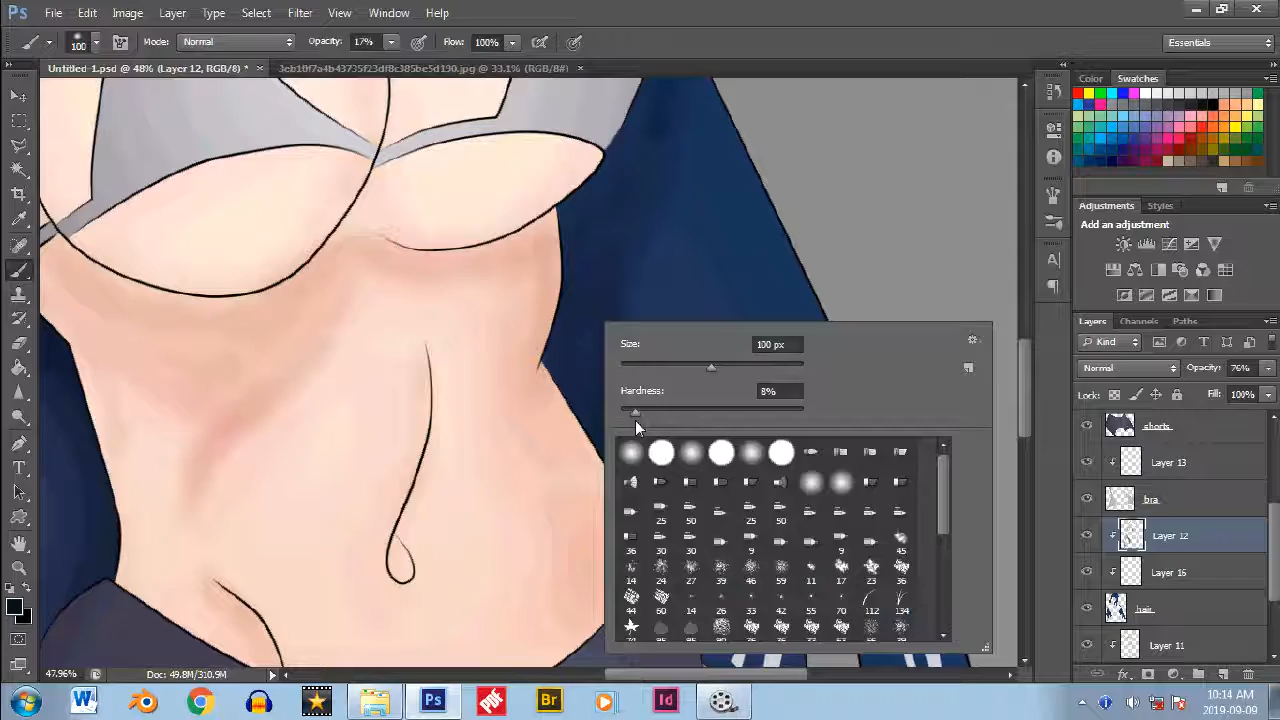 Ps File Edit Image Layer Type Select Filter View Window Help
100 Mode: Normal Opacity: 17% Flow: 100% Essentials
Untitled-1.psd @ 48% (Layer 12, RGB/8) * × 3eb10f7a4b43735f23df8c385be5d190.jpg @ 33.1% (RGB/8#) ×
Color Swatches
Adjustments Styles
Add an adjustment
Layers Channels Paths
Kind
Normal Opacity: 76%
Lock: Fill: 100%
shorts
Layer 13
bra
Layer 12
Layer 16
hair
Layer 11
Size: 100 px
Hardness: 8%
25 50 25 50
36 30 30 9 9 45
14 24 27 39 46 59 11 17 23 36
44 60 14 26 33 42 55 70 112 134
47.96% Doc: 49.8M/310.9M
W Ps PDF Br Id
10:14 AM
2019-09-09